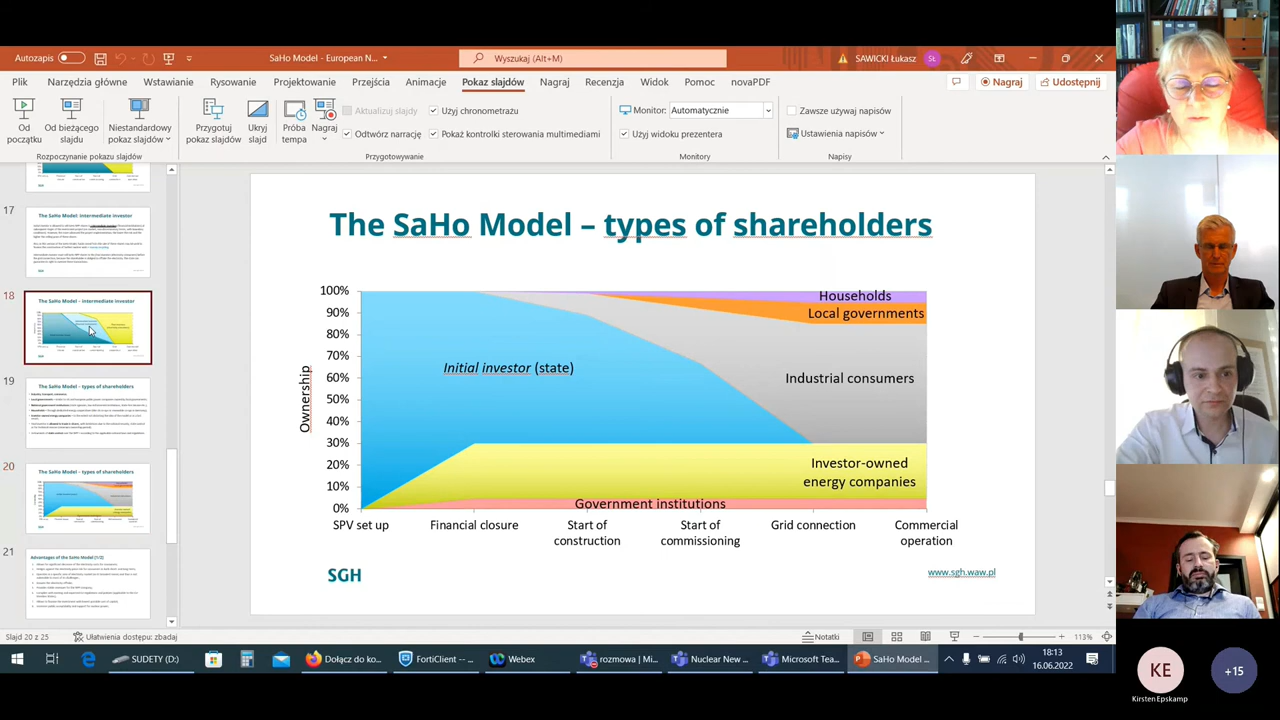 Autozapis
SaHo Model - European N...
Wyszukaj (Alt+M)
SAWICKI Łukasz
SŁ
Plik
Narzędzia główne
Wstawianie
Rysowanie
Projektowanie
Przejścia
Animacje
Pokaz slajdów
Nagraj
Recenzja
Widok
Pomoc
novaPDF
Nagraj
Udostępnij
Od
początku
Od bieżącego
slajdu
Niestandardowy
pokaz slajdów
Rozpoczynanie pokazu slajdów
Przygotuj
pokaz slajdów
Ukryj
slajd
Próba
tempa
Nagraj
Aktualizuj slajdy
Użyj chronometrażu
Odtwórz narrację
Pokaż kontrolki sterowania multimediami
Przygotowywanie
Monitor:
Automatycznie
Użyj widoku prezentera
Monitory
Zawsze używaj napisów
Ustawienia napisów
Napisy
17
The SaHo Model: intermediate investor
18
The SaHo Model – intermediate investor
19
The SaHo Model – types of shareholders
20
The SaHo Model – types of shareholders
21
Advantages of the SaHo Model [1/2]
The SaHo Model – types of shareholders
Ownership
100%
90%
80%
70%
60%
50%
40%
30%
20%
10%
0%
Households
Local governments
Initial investor (state)
Industrial consumers
Investor-owned
energy companies
Government institutions
SPV set up
Financial closure
Start of
construction
Start of
commissioning
Grid connection
Commercial
operation
SGH
www.sgh.waw.pl
Slajd 20 z 25
Ułatwienia dostępu: zbadaj
Notatki
113%
SUDETY (D:)
Dołącz do ko...
FortiClient -- ...
Webex
rozmowa | Mi...
Nuclear New ...
Microsoft Tea...
SaHo Model ...
18:13
16.06.2022
KE
Kirsten Epskamp
+15